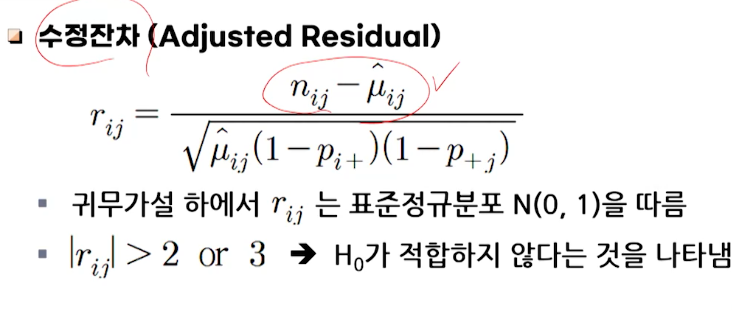 수정잔차 (Adjusted Residual)
r_{ij} = \frac{n_{ij} - \hat{\mu}_{ij}}{\sqrt{\hat{\mu}_{ij}(1 - p_{i+})(1 - p_{+j})}}
귀무가설 하에서 r_{ij} 는 표준정규분포 N(0, 1)을 따름
|r_{ij}| > 2 or 3 ➔ H₀가 적합하지 않다는 것을 나타냄